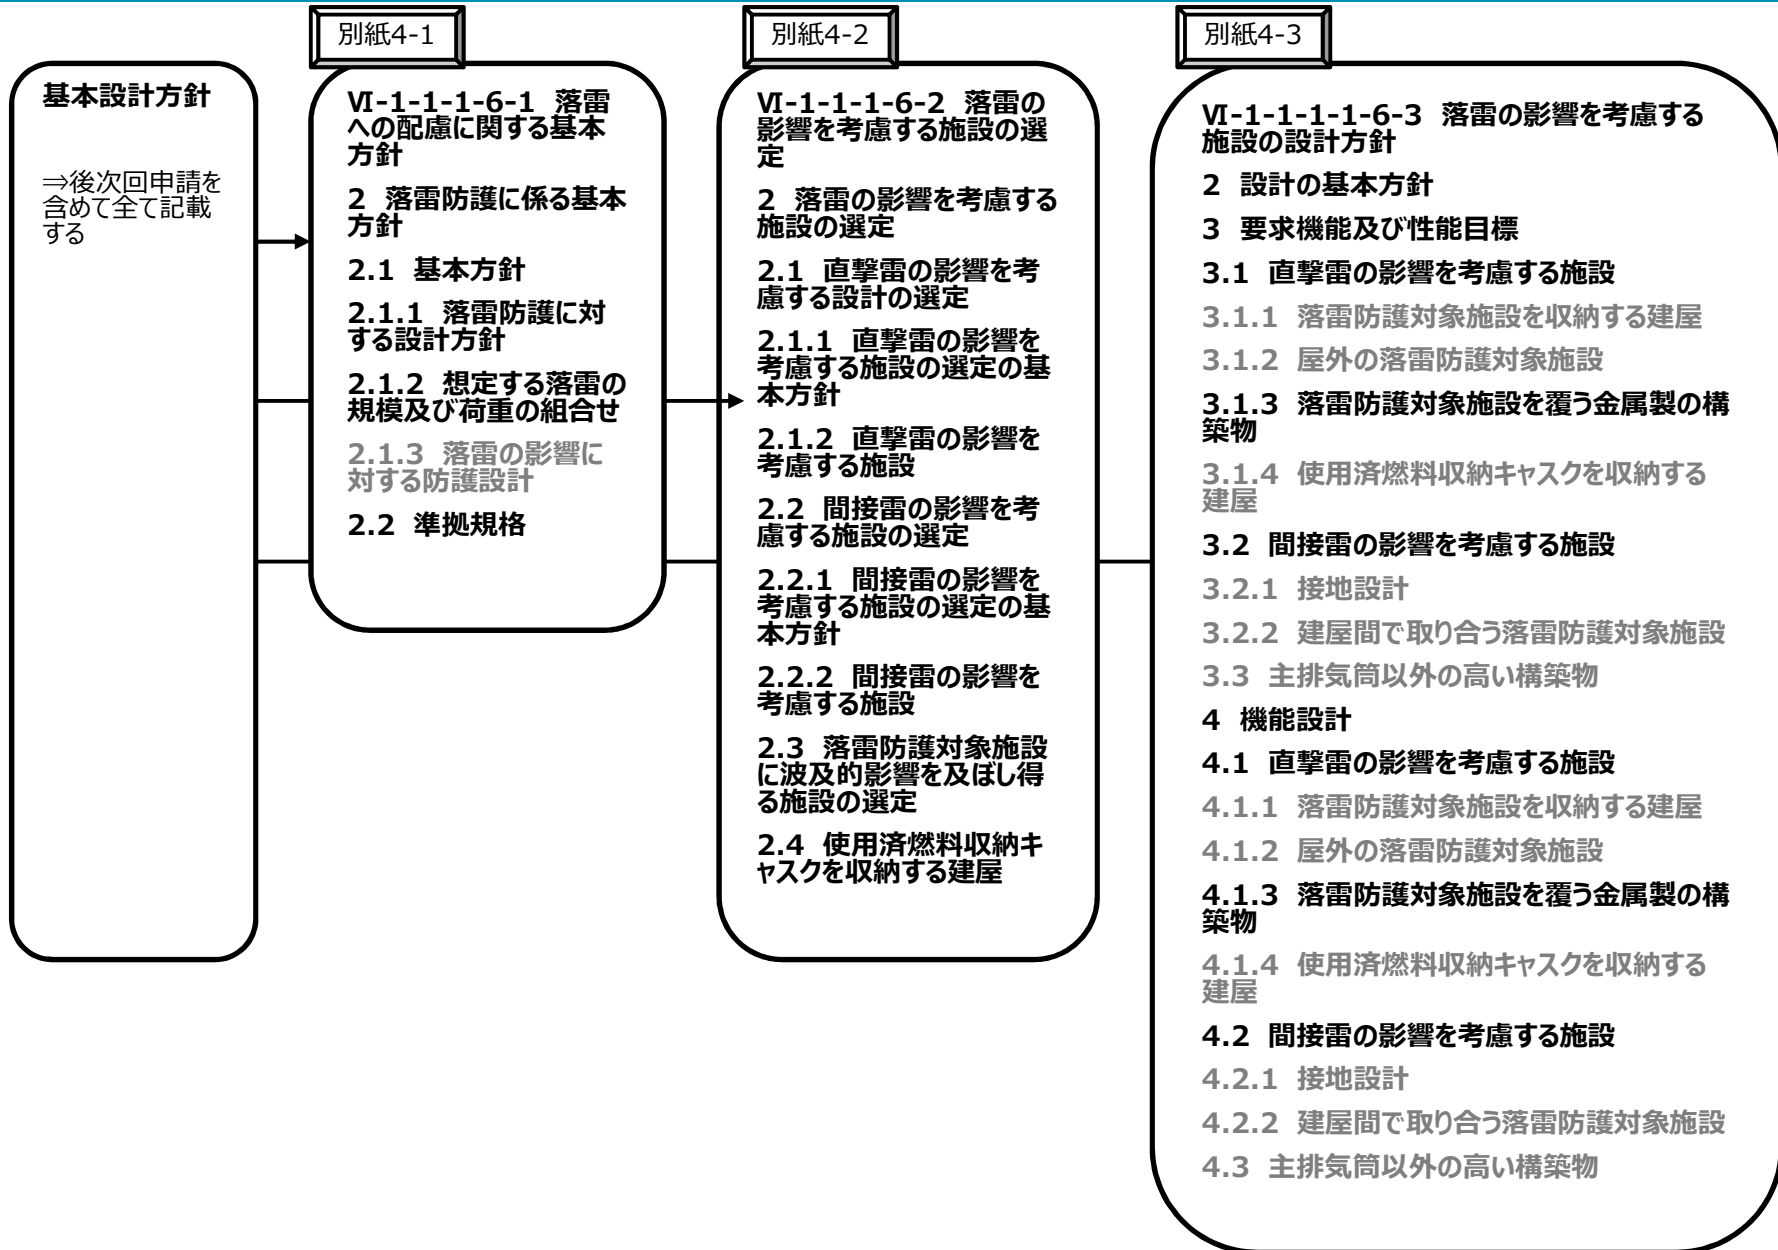 別紙4-1
別紙4-2
別紙4-3
基本設計方針
⇒後次回申請を
含めて全て記載
する
Ⅵ-1-1-1-6-1 落雷
への配慮に関する基本
方針
2 落雷防護に係る基本
方針
2.1 基本方針
2.1.1 落雷防護に対
する設計方針
2.1.2 想定する落雷の
規模及び荷重の組合せ
2.1.3 落雷の影響に
対する防護設計
2.2 準拠規格
Ⅵ-1-1-1-6-2 落雷の
影響を考慮する施設の選
定
2 落雷の影響を考慮する
施設の選定
2.1 直撃雷の影響を考
慮する設計の選定
2.1.1 直撃雷の影響を
考慮する施設の選定の基
本方針
2.1.2 直撃雷の影響を
考慮する施設
2.2 間接雷の影響を考
慮する施設の選定
2.2.1 間接雷の影響を
考慮する施設の選定の基
本方針
2.2.2 間接雷の影響を
考慮する施設
2.3 落雷防護対象施設
に波及的影響を及ぼし得
る施設の選定
2.4 使用済燃料収納キ
ャスクを収納する建屋
Ⅵ-1-1-1-1-6-3 落雷の影響を考慮する
施設の設計方針
2 設計の基本方針
3 要求機能及び性能目標
3.1 直撃雷の影響を考慮する施設
3.1.1 落雷防護対象施設を収納する建屋
3.1.2 屋外の落雷防護対象施設
3.1.3 落雷防護対象施設を覆う金属製の構
築物
3.1.4 使用済燃料収納キャスクを収納する
建屋
3.2 間接雷の影響を考慮する施設
3.2.1 接地設計
3.2.2 建屋間で取り合う落雷防護対象施設
3.3 主排気筒以外の高い構築物
4 機能設計
4.1 直撃雷の影響を考慮する施設
4.1.1 落雷防護対象施設を収納する建屋
4.1.2 屋外の落雷防護対象施設
4.1.3 落雷防護対象施設を覆う金属製の構
築物
4.1.4 使用済燃料収納キャスクを収納する
建屋
4.2 間接雷の影響を考慮する施設
4.2.1 接地設計
4.2.2 建屋間で取り合う落雷防護対象施設
4.3 主排気筒以外の高い構築物